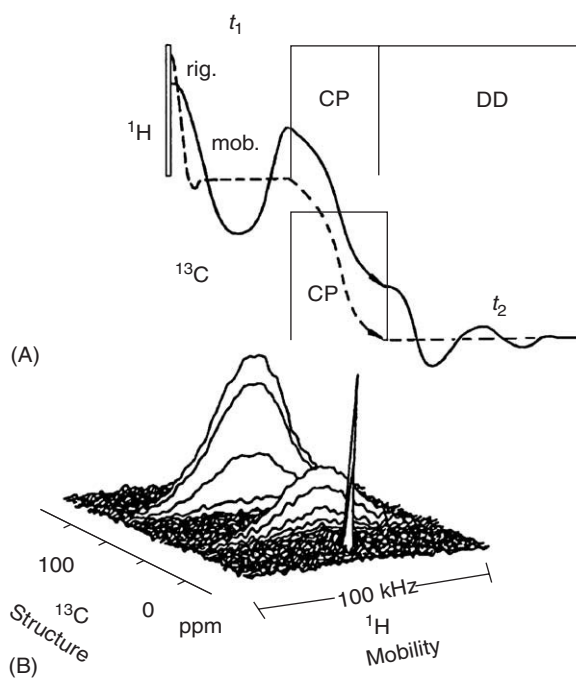 t₁
rig.
CP
DD
¹H
mob.
¹³C
CP
t₂
(A)
100
0
ppm
¹³C
Structure
100 kHz
¹H
Mobility
(B)